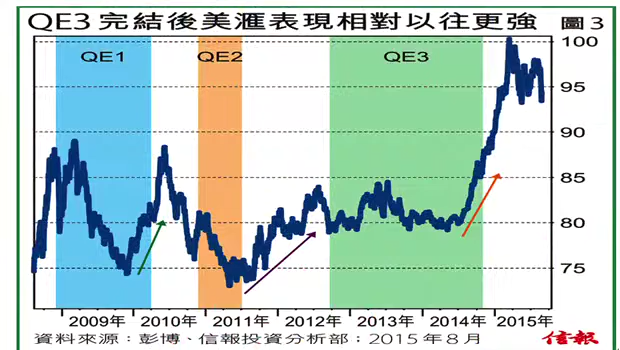 QE3完結後美滙表現相對以往更強 圖3
QE1 QE2 QE3
100
95
90
85
80
75
2009年 2010年 2011年 2012年 2013年 2014年 2015年
資料來源：彭博、信報投資分析部：2015年8月
信報